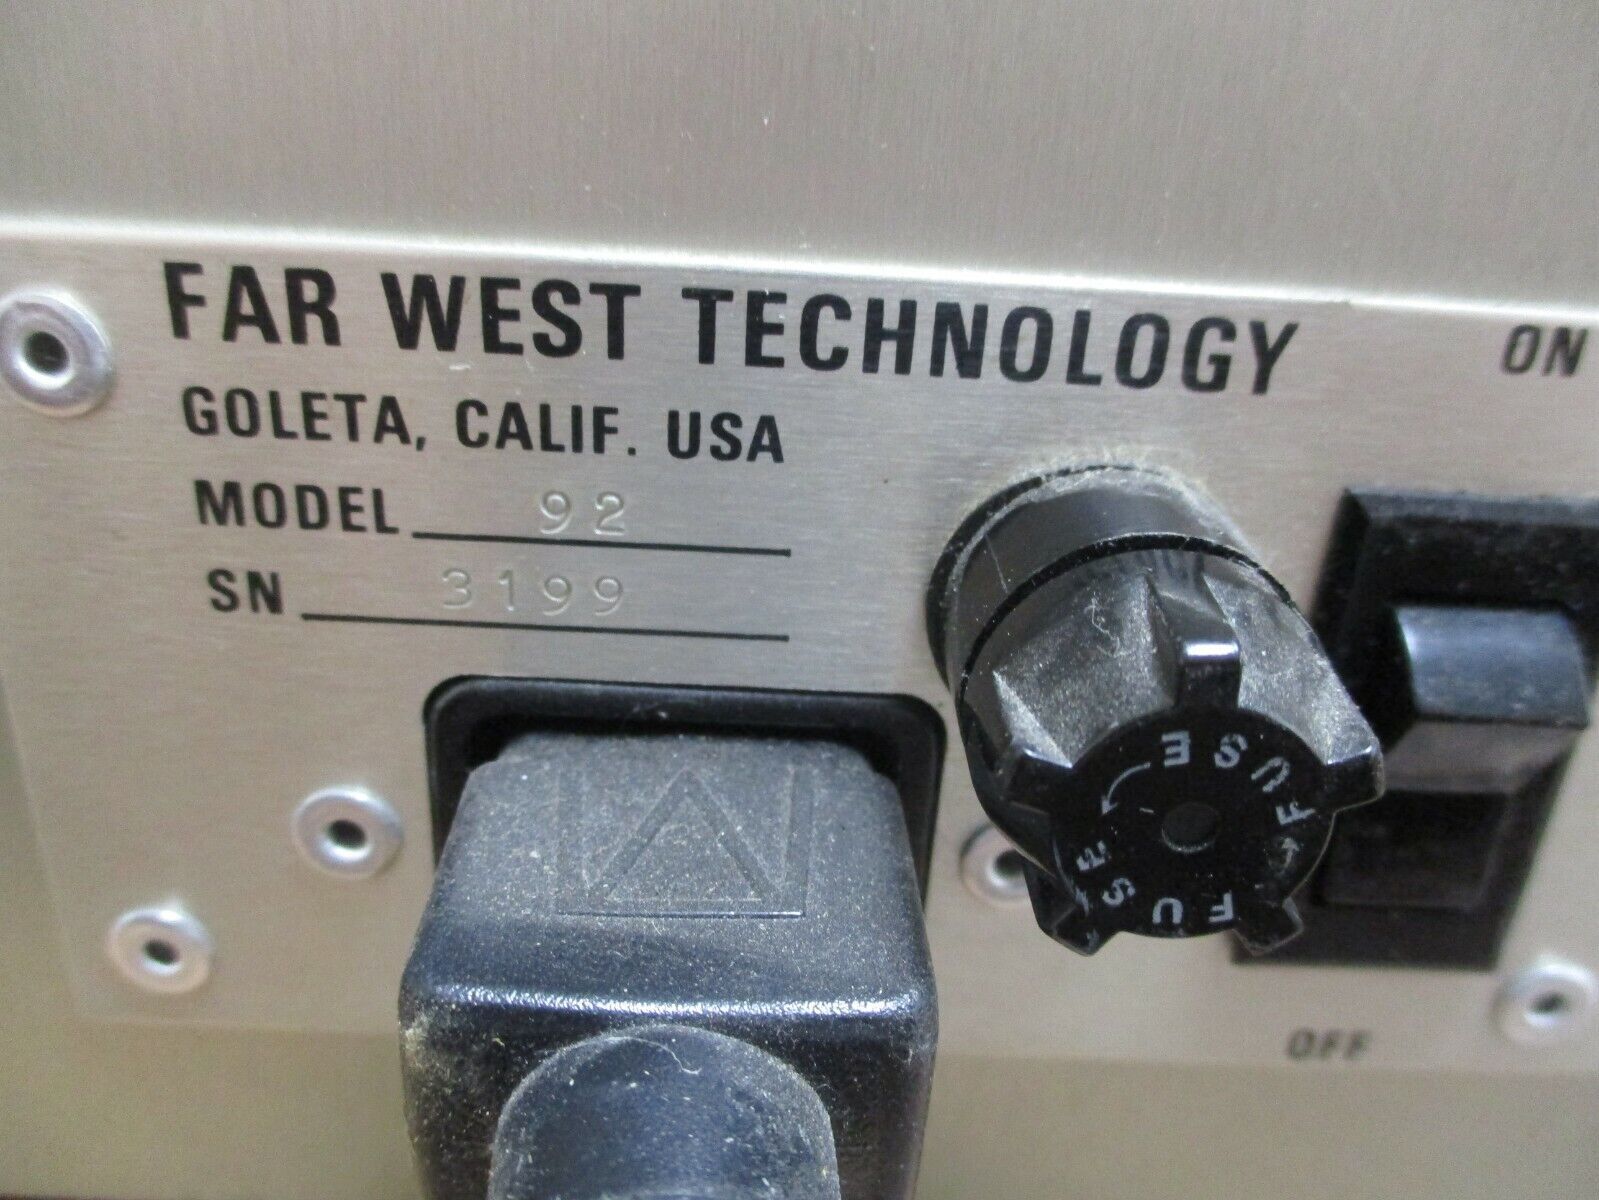 FAR WEST TECHNOLOGY
GOLETA, CALIF. USA
MODEL 92
SN 3199
ON
FUSE
FUSE
OFF